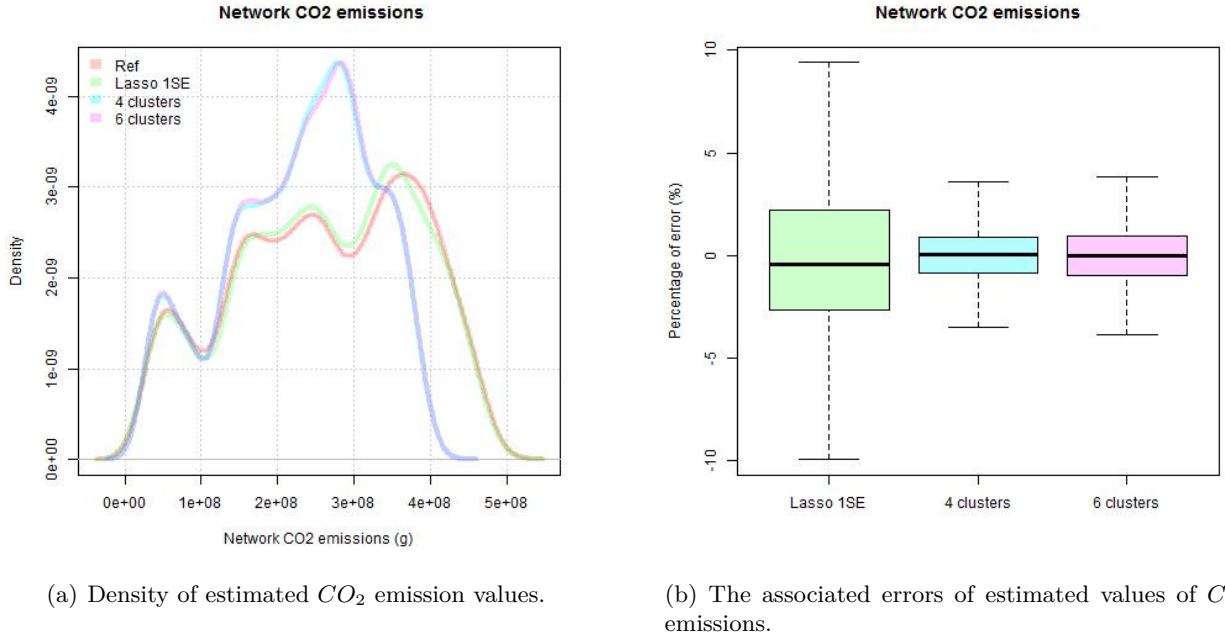 Network CO2 emissions
Ref
Lasso 1SE
4 clusters
6 clusters
Density
0e+00
1e-09
2e-09
3e-09
4e-09
0e+00 1e+08 2e+08 3e+08 4e+08 5e+08
Network CO2 emissions (g)
(a) Density of estimated CO2 emission values.
Network CO2 emissions
Percentage of error (%)
10
5
0
-5
-10
Lasso 1SE 4 clusters 6 clusters
(b) The associated errors of estimated values of C
emissions.